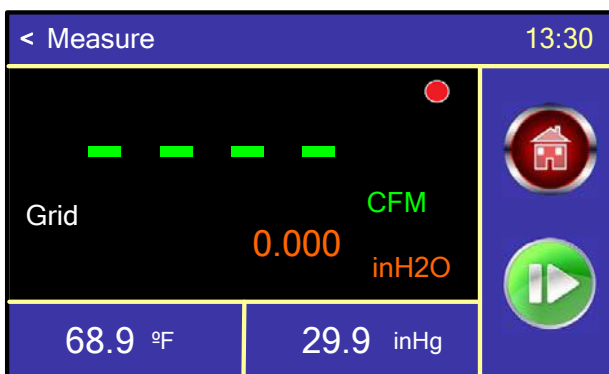 < Measure 13:30
- - - -
Grid CFM
0.000 inH2O
68.9 ºF 29.9 inHg